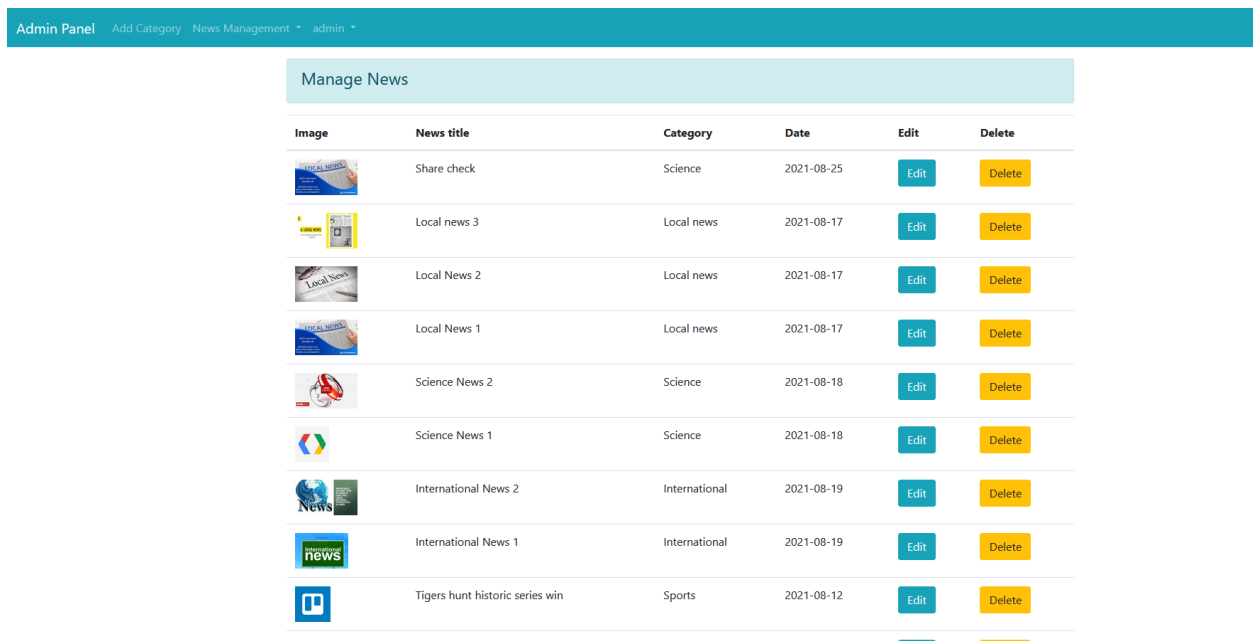 Admin Panel Add Category News Management admin
Manage News
Image News title Category Date Edit Delete
LOCAL NEWS Share check Science 2021-08-25 Edit Delete
A LOCAL NEWS Local news 3 Local news 2021-08-17 Edit Delete
Local News Local News 2 Local news 2021-08-17 Edit Delete
LOCAL NEWS Local News 1 Local news 2021-08-17 Edit Delete
Science News 2 Science 2021-08-18 Edit Delete
Science News 1 Science 2021-08-18 Edit Delete
News International News 2 International 2021-08-19 Edit Delete
International news International News 1 International 2021-08-19 Edit Delete
Tigers hunt historic series win Sports 2021-08-12 Edit Delete